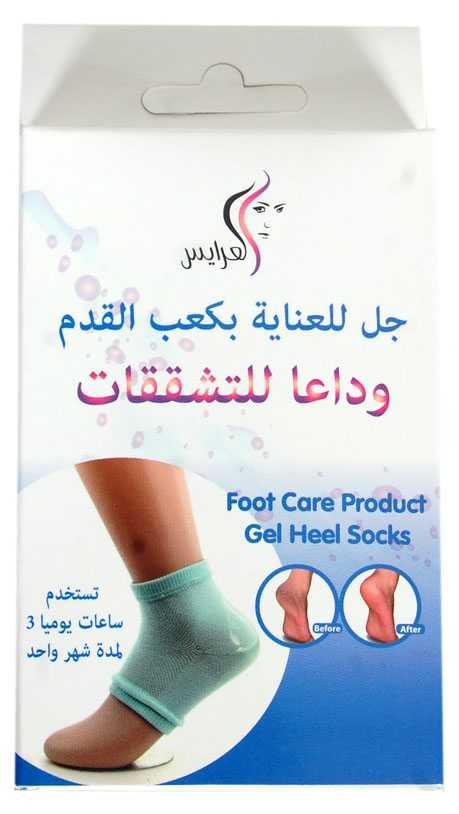 العرايس
جل للعناية بكعب القدم
وداعا للتشققات
Foot Care Product
Gel Heel Socks
تستخدم
3 ساعات يوميا
لمدة شهر واحد
Before
After